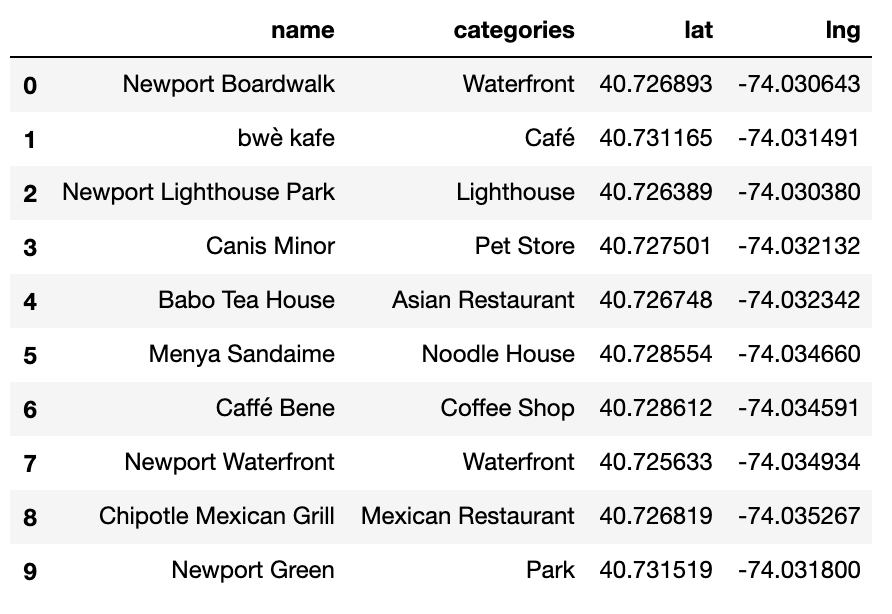 name categories lat lng
0 Newport Boardwalk Waterfront 40.726893 -74.030643
1 bwè kafe Café 40.731165 -74.031491
2 Newport Lighthouse Park Lighthouse 40.726389 -74.030380
3 Canis Minor Pet Store 40.727501 -74.032132
4 Babo Tea House Asian Restaurant 40.726748 -74.032342
5 Menya Sandaime Noodle House 40.728554 -74.034660
6 Caffé Bene Coffee Shop 40.728612 -74.034591
7 Newport Waterfront Waterfront 40.725633 -74.034934
8 Chipotle Mexican Grill Mexican Restaurant 40.726819 -74.035267
9 Newport Green Park 40.731519 -74.031800